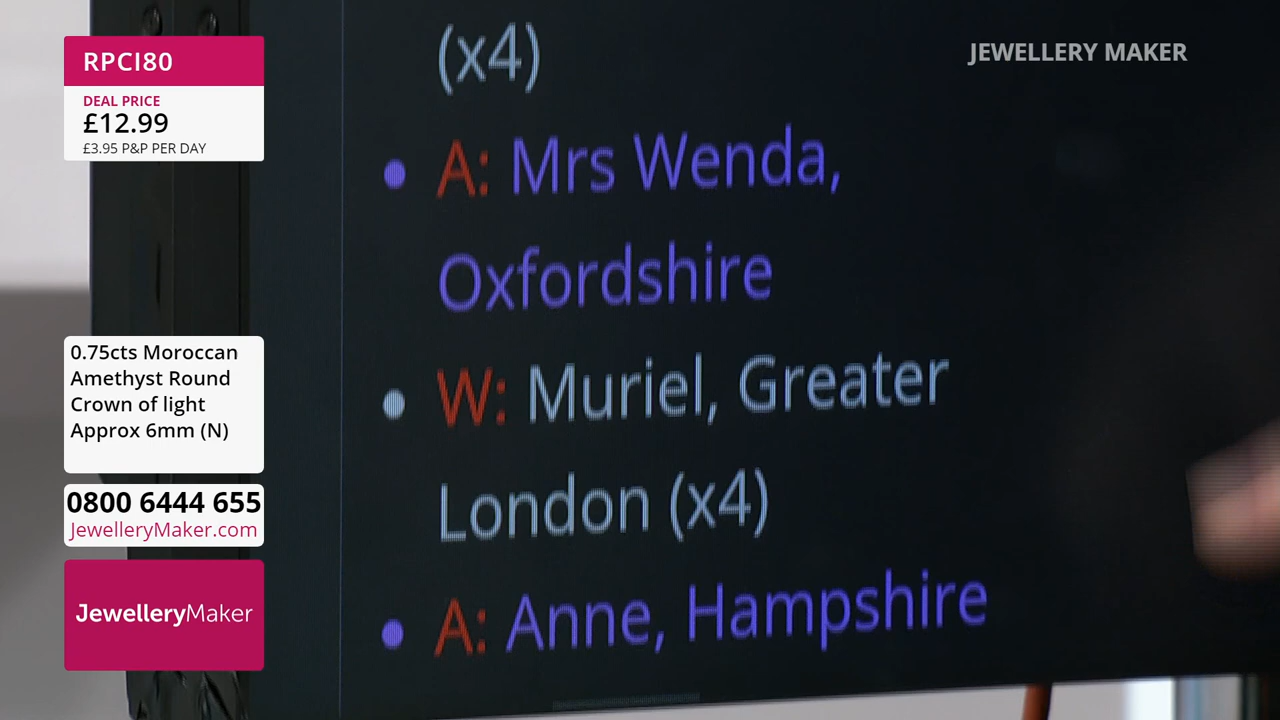 RPCI80
DEAL PRICE
£12.99
£3.95 P&P PER DAY
0.75cts Moroccan
Amethyst Round
Crown of light
Approx 6mm (N)
0800 6444 655
JewelleryMaker.com
JewelleryMaker
JEWELLERY MAKER
(x4)
• A: Mrs Wenda,
Oxfordshire
• W: Muriel, Greater
London (x4)
• A: Anne, Hampshire